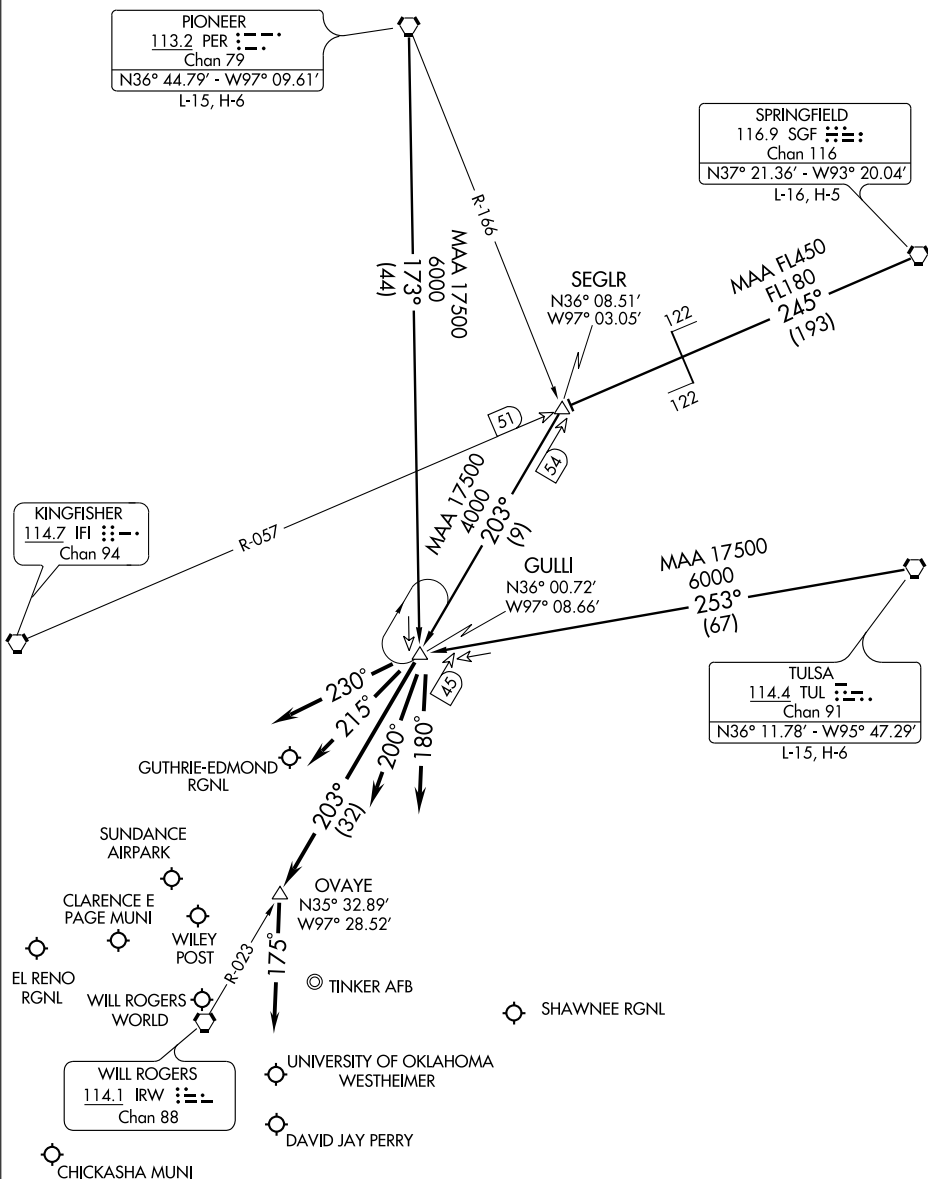 PIONEER
113.2 PER
Chan 79
N36° 44.79' - W97° 09.61'
L-15, H-6
SPRINGFIELD
116.9 SGF
Chan 116
N37° 21.36' - W93° 20.04'
L-16, H-5
R-166
MAA 17500
6000
173°
(44)
SEGLR
N36° 08.51'
W97° 03.05'
MAA FL450
FL180
245°
(193)
122
122
51
54
KINGFISHER
114.7 IFI
Chan 94
R-057
MAA 17500
4000
203°
(9)
GULLI
N36° 00.72'
W97° 08.66'
MAA 17500
6000
253°
(67)
45
TULSA
114.4 TUL
Chan 91
N36° 11.78' - W95° 47.29'
L-15, H-6
230°
215°
200°
180°
GUTHRIE-EDMOND
RGNL
203°
(32)
SUNDANCE
AIRPARK
CLARENCE E
PAGE MUNI
WILEY
POST
OVAYE
N35° 32.89'
W97° 28.52'
EL RENO
RGNL
R-023
175°
TINKER AFB
WILL ROGERS
WORLD
SHAWNEE RGNL
WILL ROGERS
114.1 IRW
Chan 88
UNIVERSITY OF OKLAHOMA
WESTHEIMER
DAVID JAY PERRY
CHICKASHA MUNI